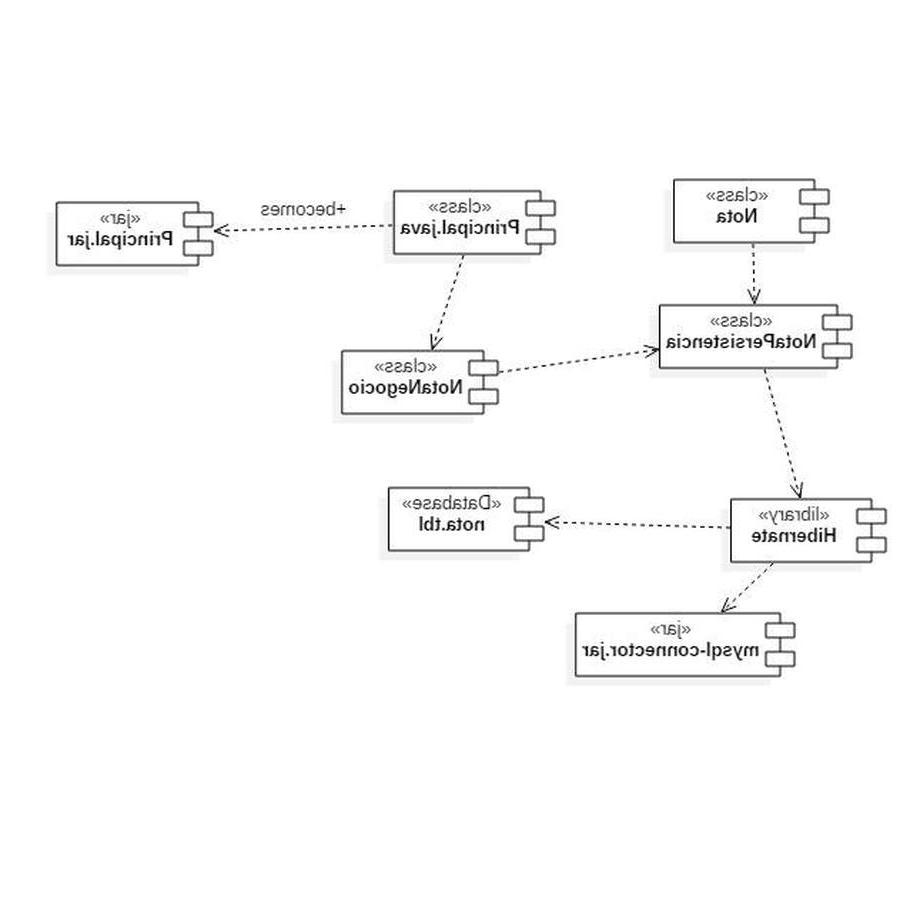 «class»
Nota
«class»
Principal.java
+becomes
«jar»
Principal.jar
«class»
NotaPersistencia
«class»
NotaNegocio
«Database»
nota.tbl
«library»
Hibernate
«jar»
mysql-connector.jar